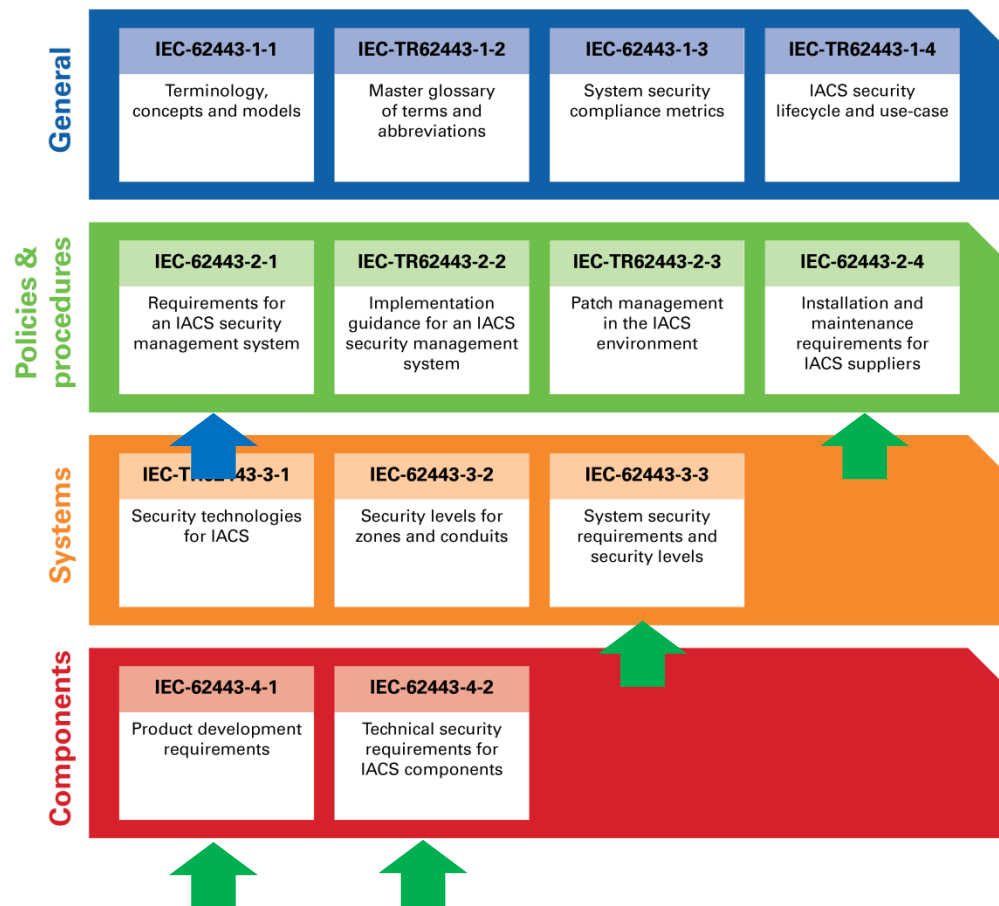 General
IEC-62443-1-1
Terminology,
concepts and models
IEC-TR62443-1-2
Master glossary
of terms and
abbreviations
IEC-62443-1-3
System security
compliance metrics
IEC-TR62443-1-4
IACS security
lifecycle and use-case
Policies &
procedures
IEC-62443-2-1
Requirements for
an IACS security
management system
IEC-TR62443-2-2
Implementation
guidance for an IACS
security management
system
IEC-TR62443-2-3
Patch management
in the IACS
environment
IEC-62443-2-4
Installation and
maintenance
requirements for
IACS suppliers
Systems
IEC-TR62443-3-1
Security technologies
for IACS
IEC-62443-3-2
Security levels for
zones and conduits
IEC-62443-3-3
System security
requirements and
security levels
Components
IEC-62443-4-1
Product development
requirements
IEC-62443-4-2
Technical security
requirements for
IACS components